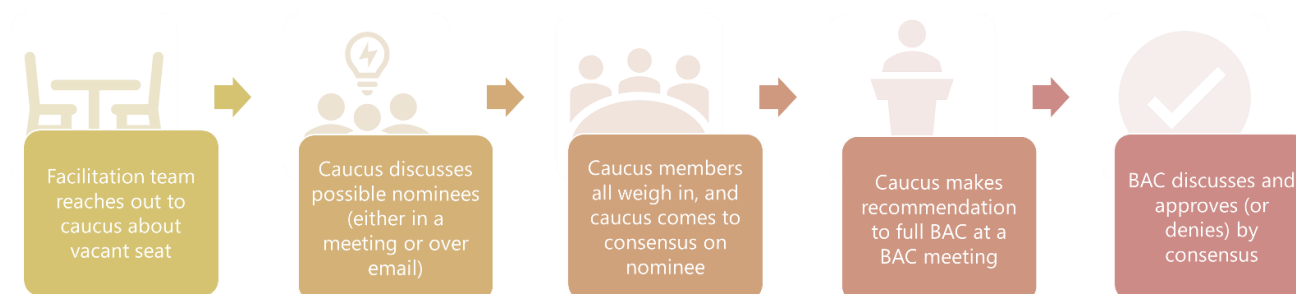 Facilitation team
reaches out to
caucus about
vacant seat
Caucus discusses
possible nominees
(either in a
meeting or over
email)
Caucus members
all weigh in, and
caucus comes to
consensus on
nominee
Caucus makes
recommendation
to full BAC at a
BAC meeting
BAC discusses and
approves (or
denies) by
consensus